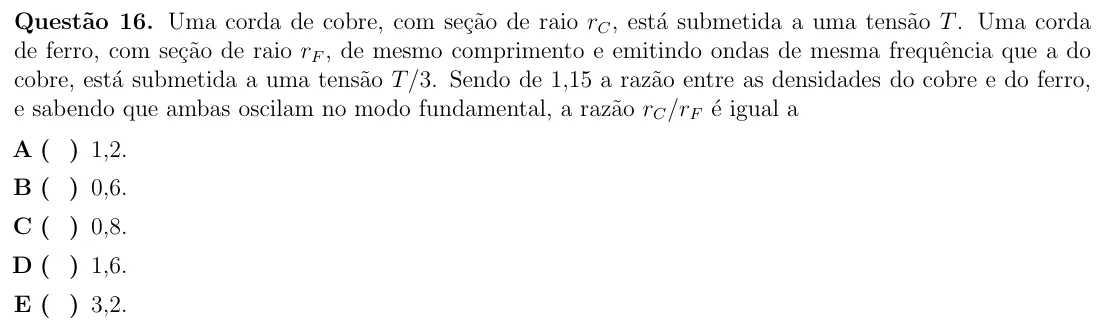 Questão 16. Uma corda de cobre, com seção de raio r_C, está submetida a uma tensão T. Uma corda
de ferro, com seção de raio r_F, de mesmo comprimento e emitindo ondas de mesma frequência que a do
cobre, está submetida a uma tensão T/3. Sendo de 1,15 a razão entre as densidades do cobre e do ferro,
e sabendo que ambas oscilam no modo fundamental, a razão r_C/r_F é igual a
A ( ) 1,2.
B ( ) 0,6.
C ( ) 0,8.
D ( ) 1,6.
E ( ) 3,2.